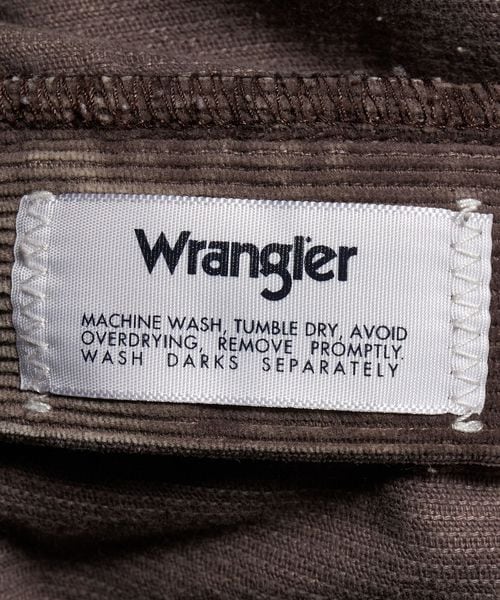 Wrangler
MACHINE WASH, TUMBLE DRY, AVOID
OVERDRYING, REMOVE PROMPTLY.
WASH DARKS SEPARATELY